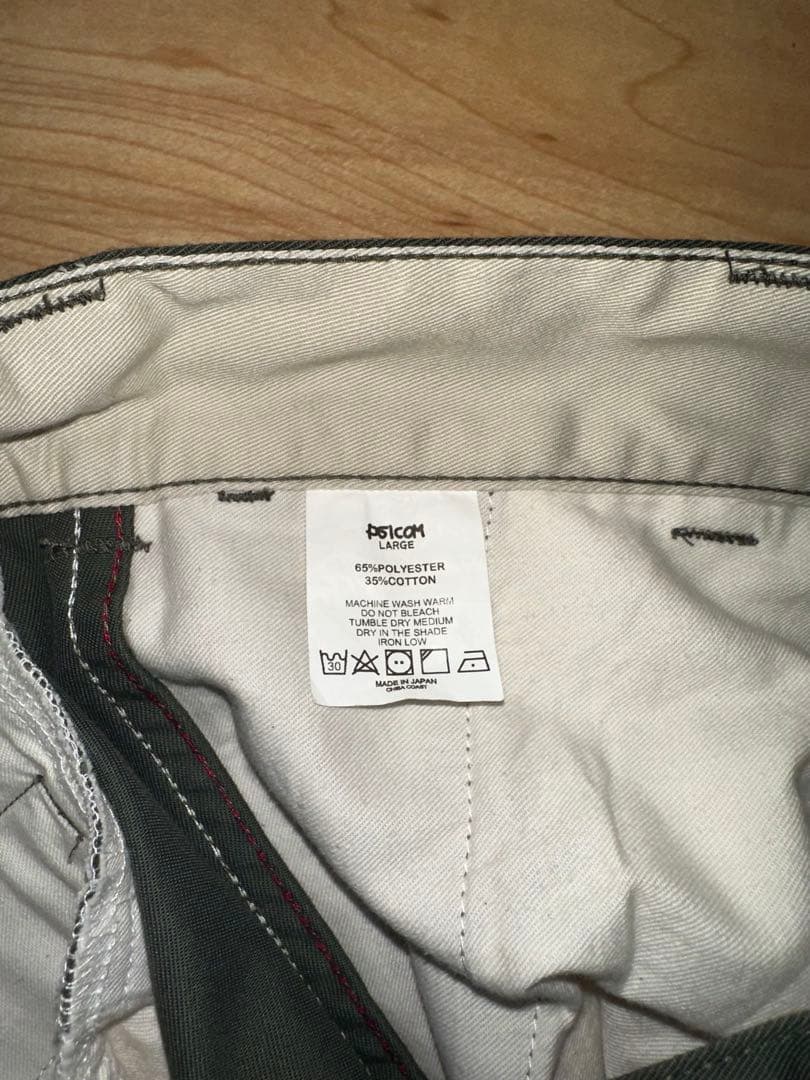 PSICOM
LARGE
65%POLYESTER
35%COTTON
MACHINE WASH WARM
DO NOT BLEACH
TUMBLE DRY MEDIUM
DRY IN THE SHADE
IRON LOW
30
MADE IN JAPAN
CHIBA COAST